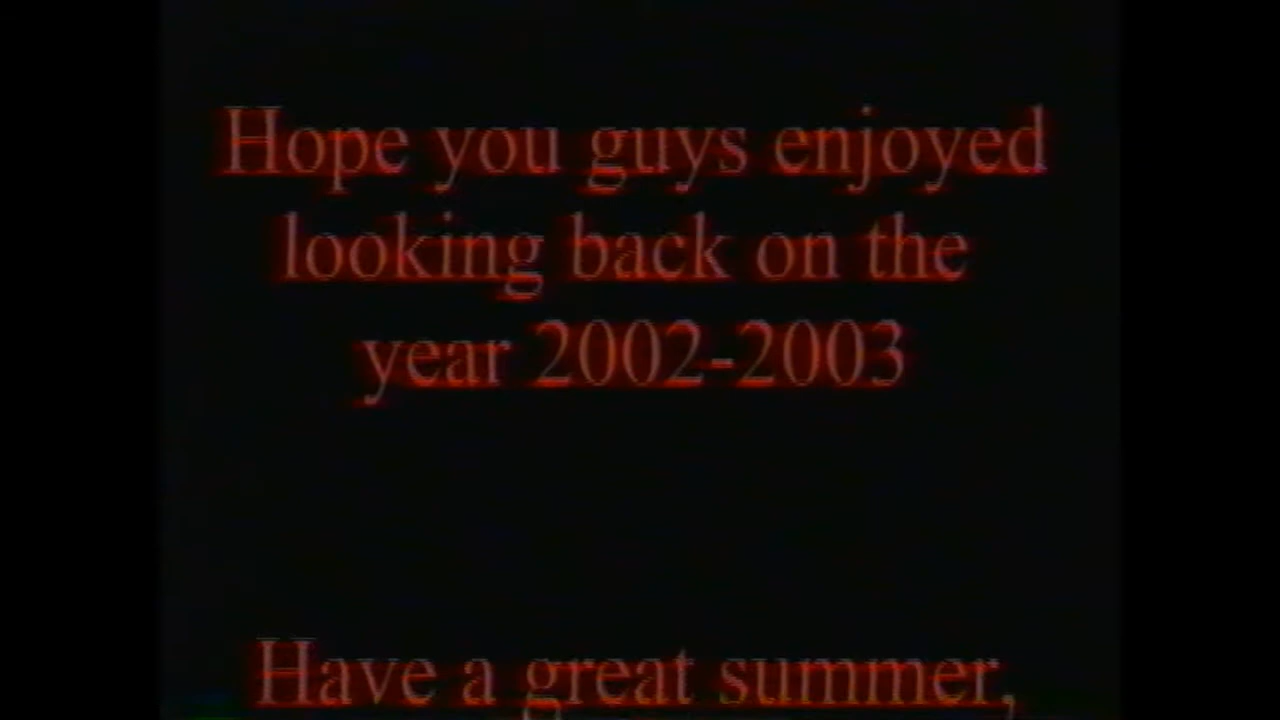 Hope you guys enjoyed
looking back on the
year 2002-2003
Have a great summer,